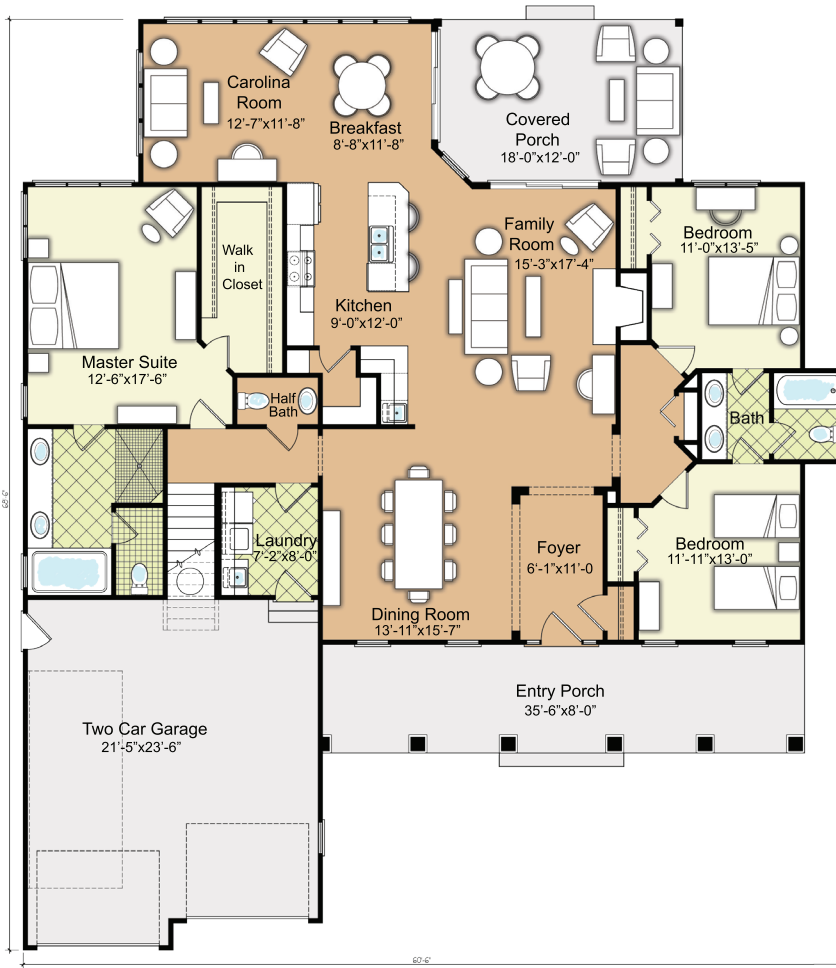 Carolina
Room
12'-7"x11'-8"
Breakfast
8'-8"x11'-8"
Covered
Porch
18'-0"x12'-0"
Walk
in
Closet
Family
Room
15'-3"x17'-4"
Bedroom
11'-0"x13'-5"
Kitchen
9'-0"x12'-0"
Master Suite
12'-6"x17'-6"
Half
Bath
Bath
68'-6"
Laundry
7'-2"x8'-0"
Foyer
6'-1"x11'-0
Bedroom
11'-11"x13'-0"
Dining Room
13'-11"x15'-7"
Entry Porch
35'-6"x8'-0"
Two Car Garage
21'-5"x23'-6"
60'-6"